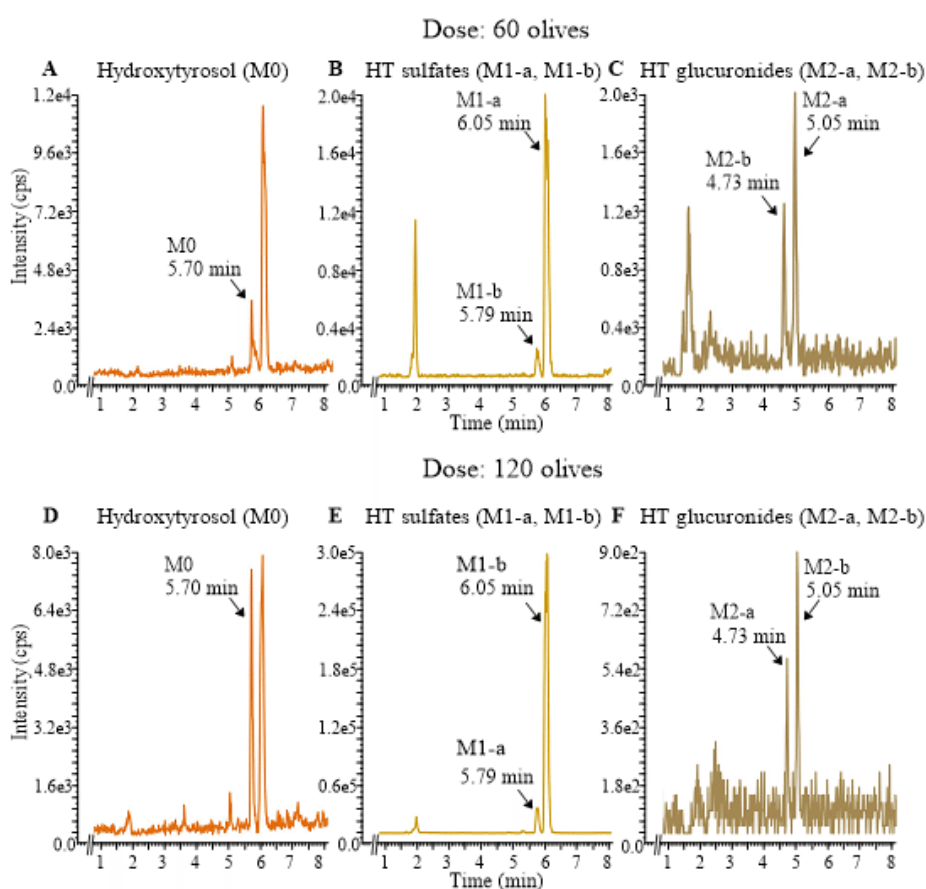 Dose: 60 olives
A Hydroxytyrosol (M0)
B HT sulfates (M1-a, M1-b)
C HT glucuronides (M2-a, M2-b)
Intensity (cps)
1.2e4
9.6e3
7.2e3
4.8e3
2.4e3
0.0
M0
5.70 min
1 2 3 4 5 6 7 8
2.0e4
1.6e4
1.2e4
0.8e4
0.4e4
0.0
M1-a
6.05 min
M1-b
5.79 min
1 2 3 4 5 6 7 8
Time (min)
2.0e3
1.6e3
1.2e3
0.8e3
0.4e3
0.0
M2-a
5.05 min
M2-b
4.73 min
1 2 3 4 5 6 7 8
Dose: 120 olives
D Hydroxytyrosol (M0)
E HT sulfates (M1-a, M1-b)
F HT glucuronides (M2-a, M2-b)
Intensity (cps)
8.0e3
6.4e3
4.8e3
3.2e3
1.6e3
0.0
M0
5.70 min
1 2 3 4 5 6 7 8
3.0e5
2.4e5
1.8e5
1.2e5
0.6e5
0.0
M1-b
6.05 min
M1-a
5.79 min
1 2 3 4 5 6 7 8
Time (min)
9.0e2
7.2e2
5.4e2
3.6e2
1.8e2
0.0
M2-b
5.05 min
M2-a
4.73 min
1 2 3 4 5 6 7 8